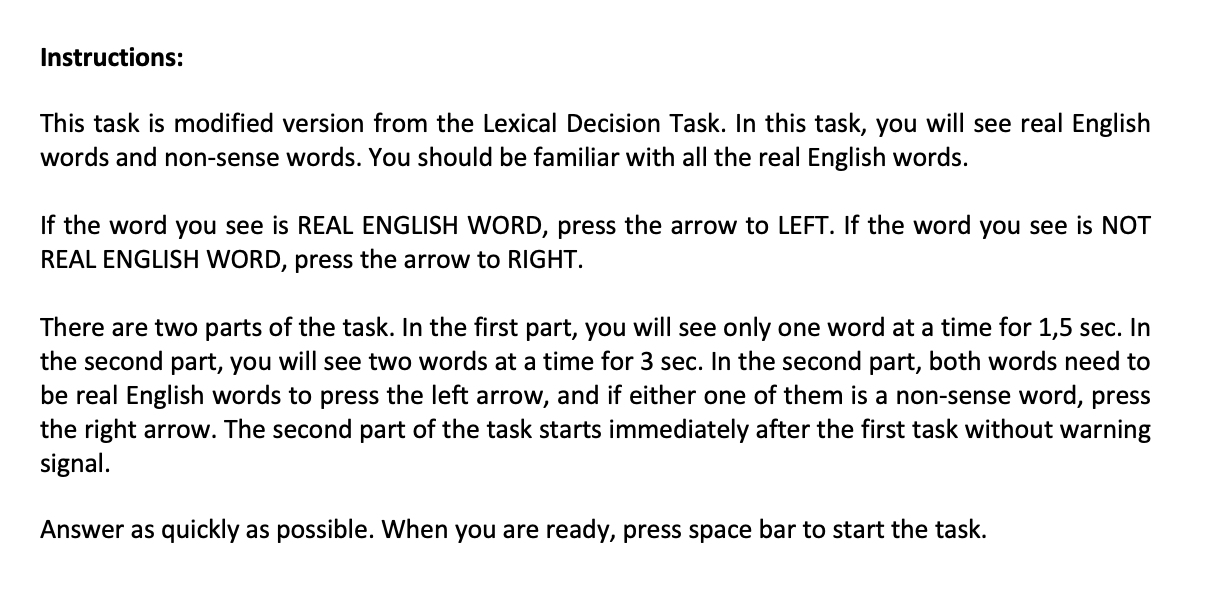 Instructions:
This task is modified version from the Lexical Decision Task. In this task, you will see real English
words and non-sense words. You should be familiar with all the real English words.
If the word you see is REAL ENGLISH WORD, press the arrow to LEFT. If the word you see is NOT
REAL ENGLISH WORD, press the arrow to RIGHT.
There are two parts of the task. In the first part, you will see only one word at a time for 1,5 sec. In
the second part, you will see two words at a time for 3 sec. In the second part, both words need to
be real English words to press the left arrow, and if either one of them is a non-sense word, press
the right arrow. The second part of the task starts immediately after the first task without warning
signal.
Answer as quickly as possible. When you are ready, press space bar to start the task.